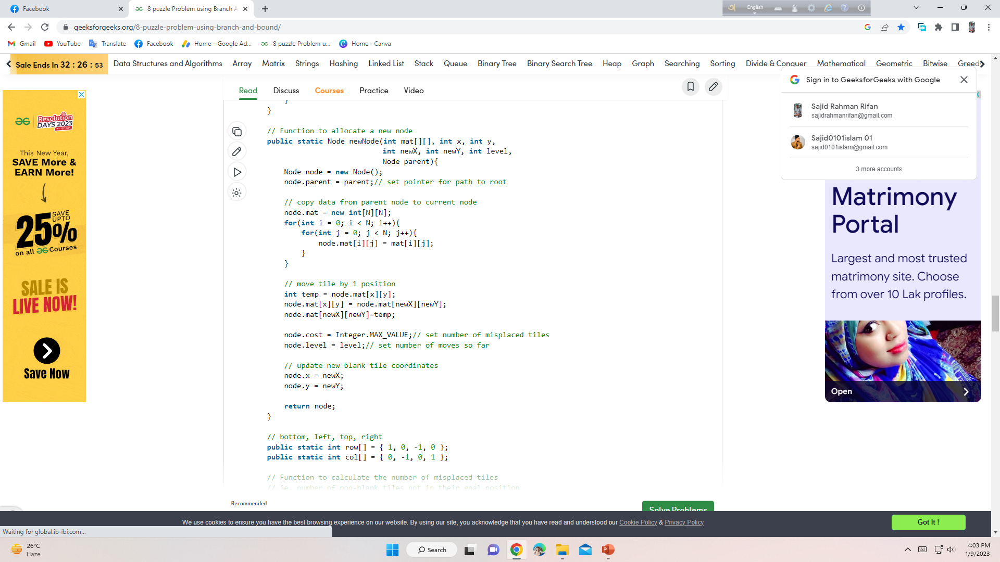 Facebook
8 puzzle Problem using Branch A
English
geeksforgeeks.org/8-puzzle-problem-using-branch-and-bound/
Gmail YouTube Translate Facebook Home – Google Ad... 8 puzzle Problem u... Home - Canva
Sale Ends In 32 : 26 : 53
Data Structures and Algorithms Array Matrix Strings Hashing Linked List Stack Queue Binary Tree Binary Search Tree Heap Graph Searching Sorting Divide & Conquer Mathematical Geometric Bitwise Greedy
Read Discuss Courses Practice Video
Sign in to GeeksforGeeks with Google
Sajid Rahman Rifan
sajidrahmanrifan@gmail.com
Sajid0101islam 01
sajid0101islam@gmail.com
3 more accounts
Resolution
DAYS 2023
This New Year,
SAVE More &
EARN More!
SAVE
UPTO
25%
on all Courses
SALE IS
LIVE NOW!
Save Now
}
}
// Function to allocate a new node
public static Node newNode(int mat[][], int x, int y,
int newX, int newY, int level,
Node parent){
Node node = new Node();
node.parent = parent;// set pointer for path to root
// copy data from parent node to current node
node.mat = new int[N][N];
for(int i = 0; i < N; i++){
for(int j = 0; j < N; j++){
node.mat[i][j] = mat[i][j];
}
}
// move tile by 1 position
int temp = node.mat[x][y];
node.mat[x][y] = node.mat[newX][newY];
node.mat[newX][newY]=temp;
node.cost = Integer.MAX_VALUE;// set number of misplaced tiles
node.level = level;// set number of moves so far
// update new blank tile coordinates
node.x = newX;
node.y = newY;
return node;
}
// bottom, left, top, right
public static int row[] = { 1, 0, -1, 0 };
public static int col[] = { 0, -1, 0, 1 };
// Function to calculate the number of misplaced tiles
// ie. number of non-blank tiles not in their goal position
Matrimony
Portal
Largest and most trusted
matrimony site. Choose
from over 10 Lak profiles.
Open
Recommended
Solve Problems
We use cookies to ensure you have the best browsing experience on our website. By using our site, you acknowledge that you have read and understood our Cookie Policy & Privacy Policy
Got It !
Waiting for global.ib-ibi.com...
26°C
Haze
Search
4:03 PM
1/9/2023